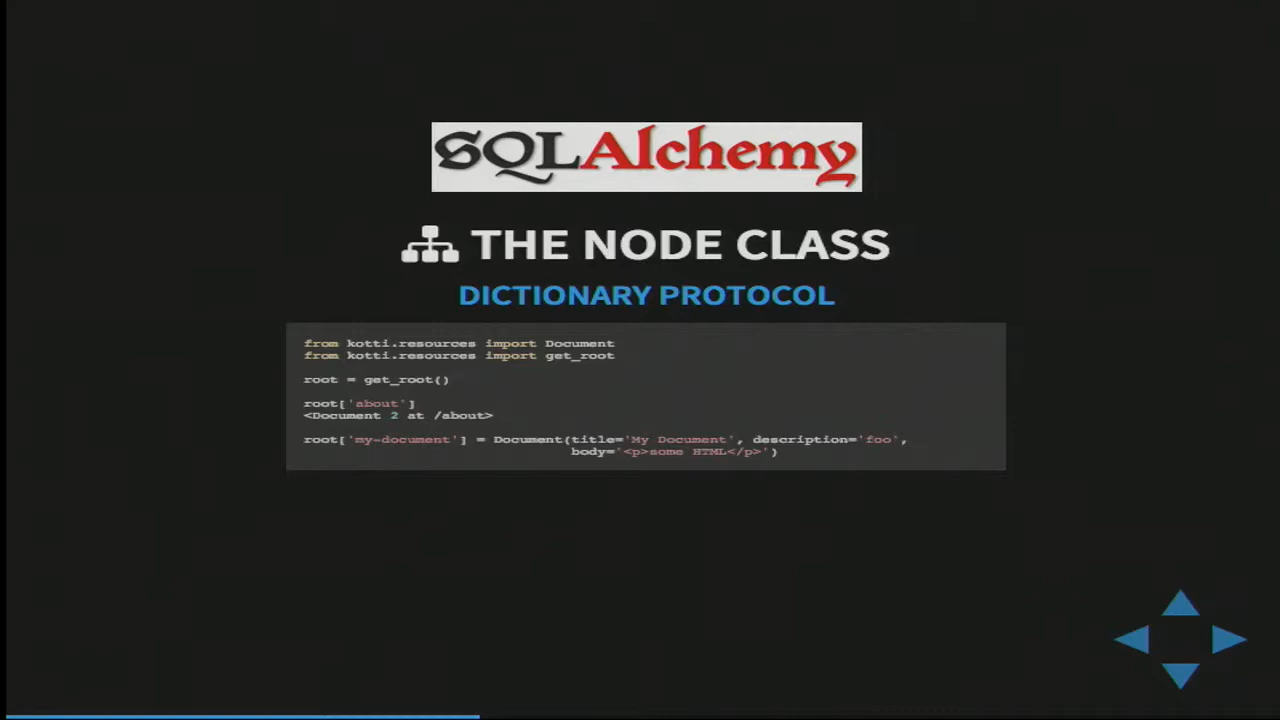 SQLAlchemy
THE NODE CLASS
DICTIONARY PROTOCOL
from kotti.resources import Document
from kotti.resources import get_root
root = get_root()
root['about']
<Document 2 at /about>
root['my-document'] = Document(title='My Document', description='foo',
body='<p>some HTML</p>')